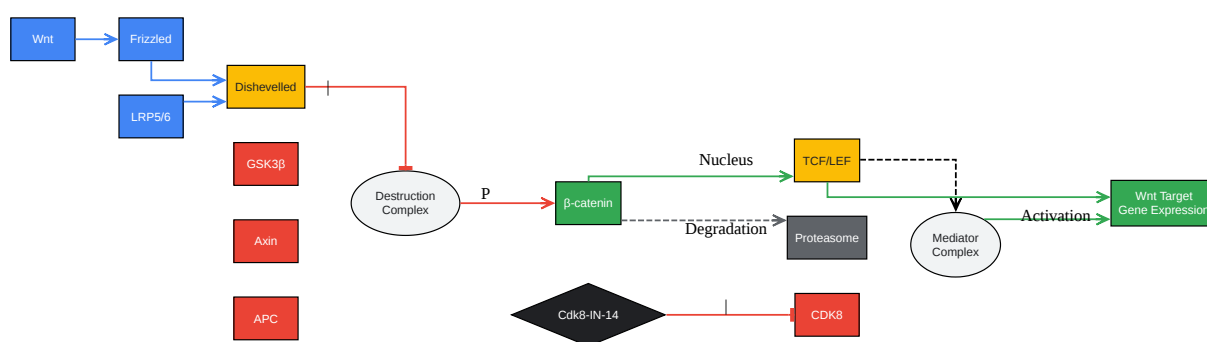 Wnt
Frizzled
LRP5/6
Dishevelled
GSK3β
Axin
APC
Destruction
Complex
P
β-catenin
Nucleus
Degradation
TCF/LEF
Proteasome
Mediator
Complex
Activation
Wnt Target
Gene Expression
Cdk8-IN-14
CDK8